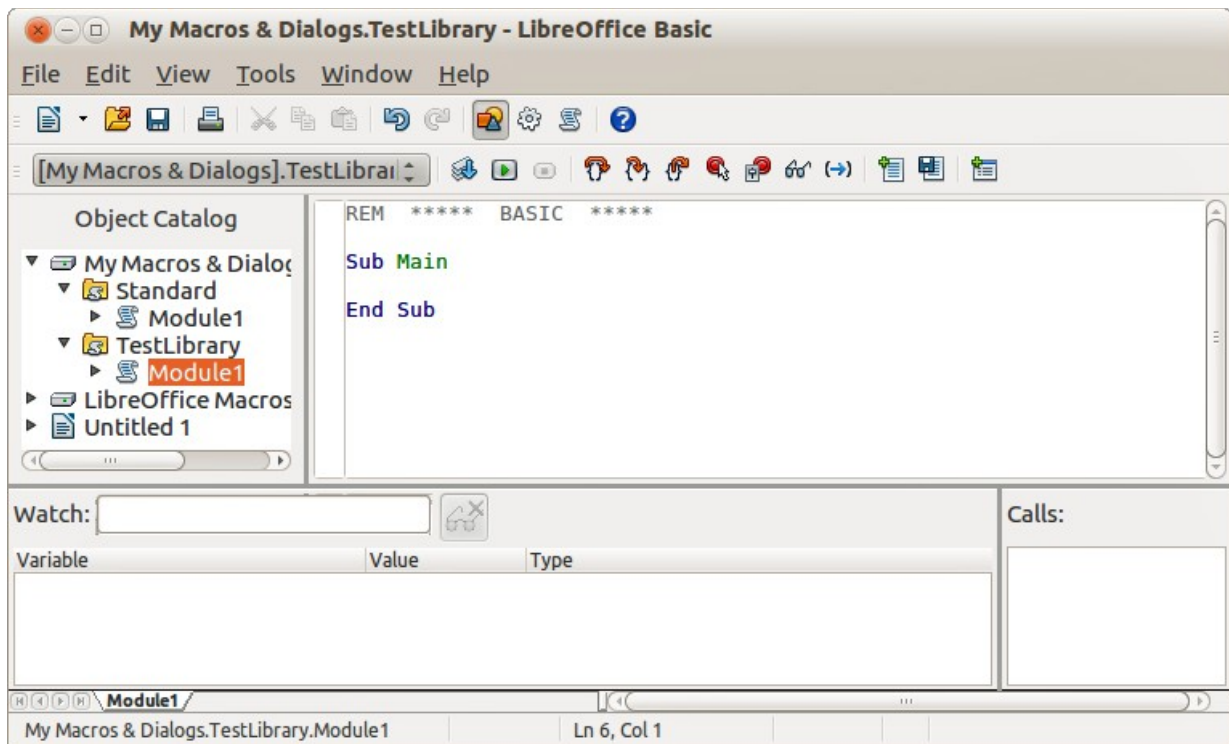 My Macros & Dialogs.TestLibrary - LibreOffice Basic
File Edit View Tools Window Help
[My Macros & Dialogs].TestLibrar
Object Catalog
My Macros & Dialog
Standard
Module1
TestLibrary
Module1
LibreOffice Macros
Untitled 1
REM ***** BASIC *****
Sub Main
End Sub
Watch:
Calls:
Variable Value Type
Module1
My Macros & Dialogs.TestLibrary.Module1 Ln 6, Col 1